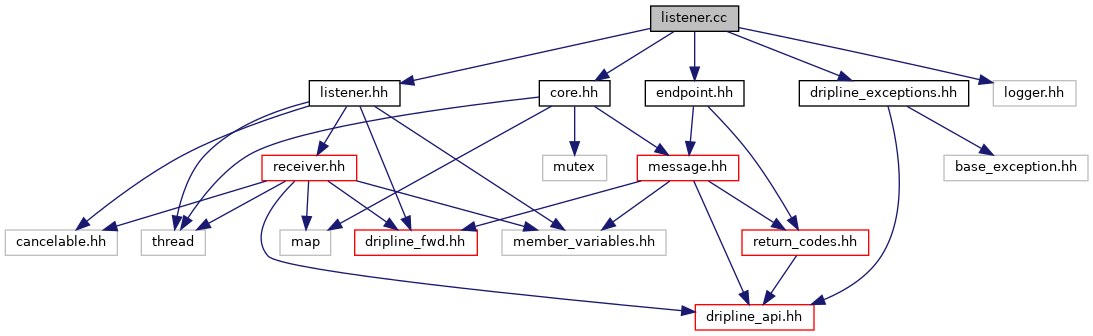 listener.cc
listener.hh
core.hh
endpoint.hh
dripline_exceptions.hh
logger.hh
receiver.hh
mutex
message.hh
base_exception.hh
cancelable.hh
thread
map
dripline_fwd.hh
member_variables.hh
return_codes.hh
dripline_api.hh